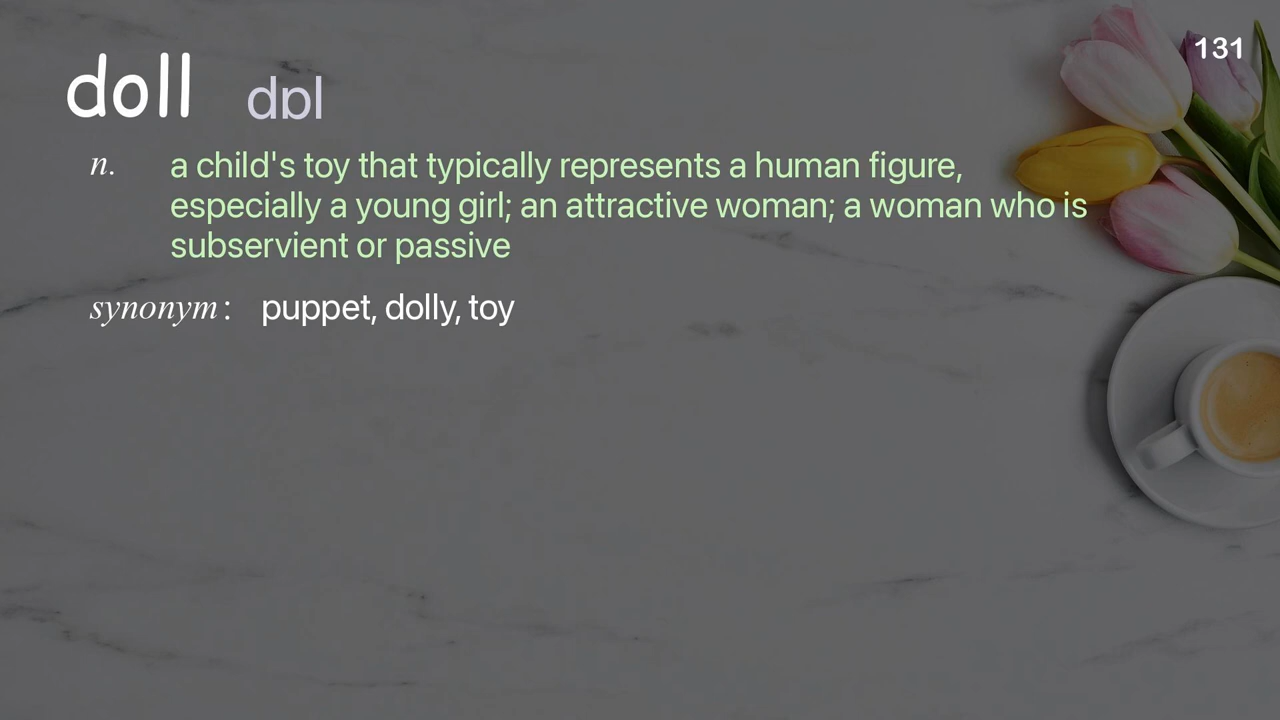 131
doll dɒl
n. a child's toy that typically represents a human figure,
especially a young girl; an attractive woman; a woman who is
subservient or passive
synonym: puppet, dolly, toy